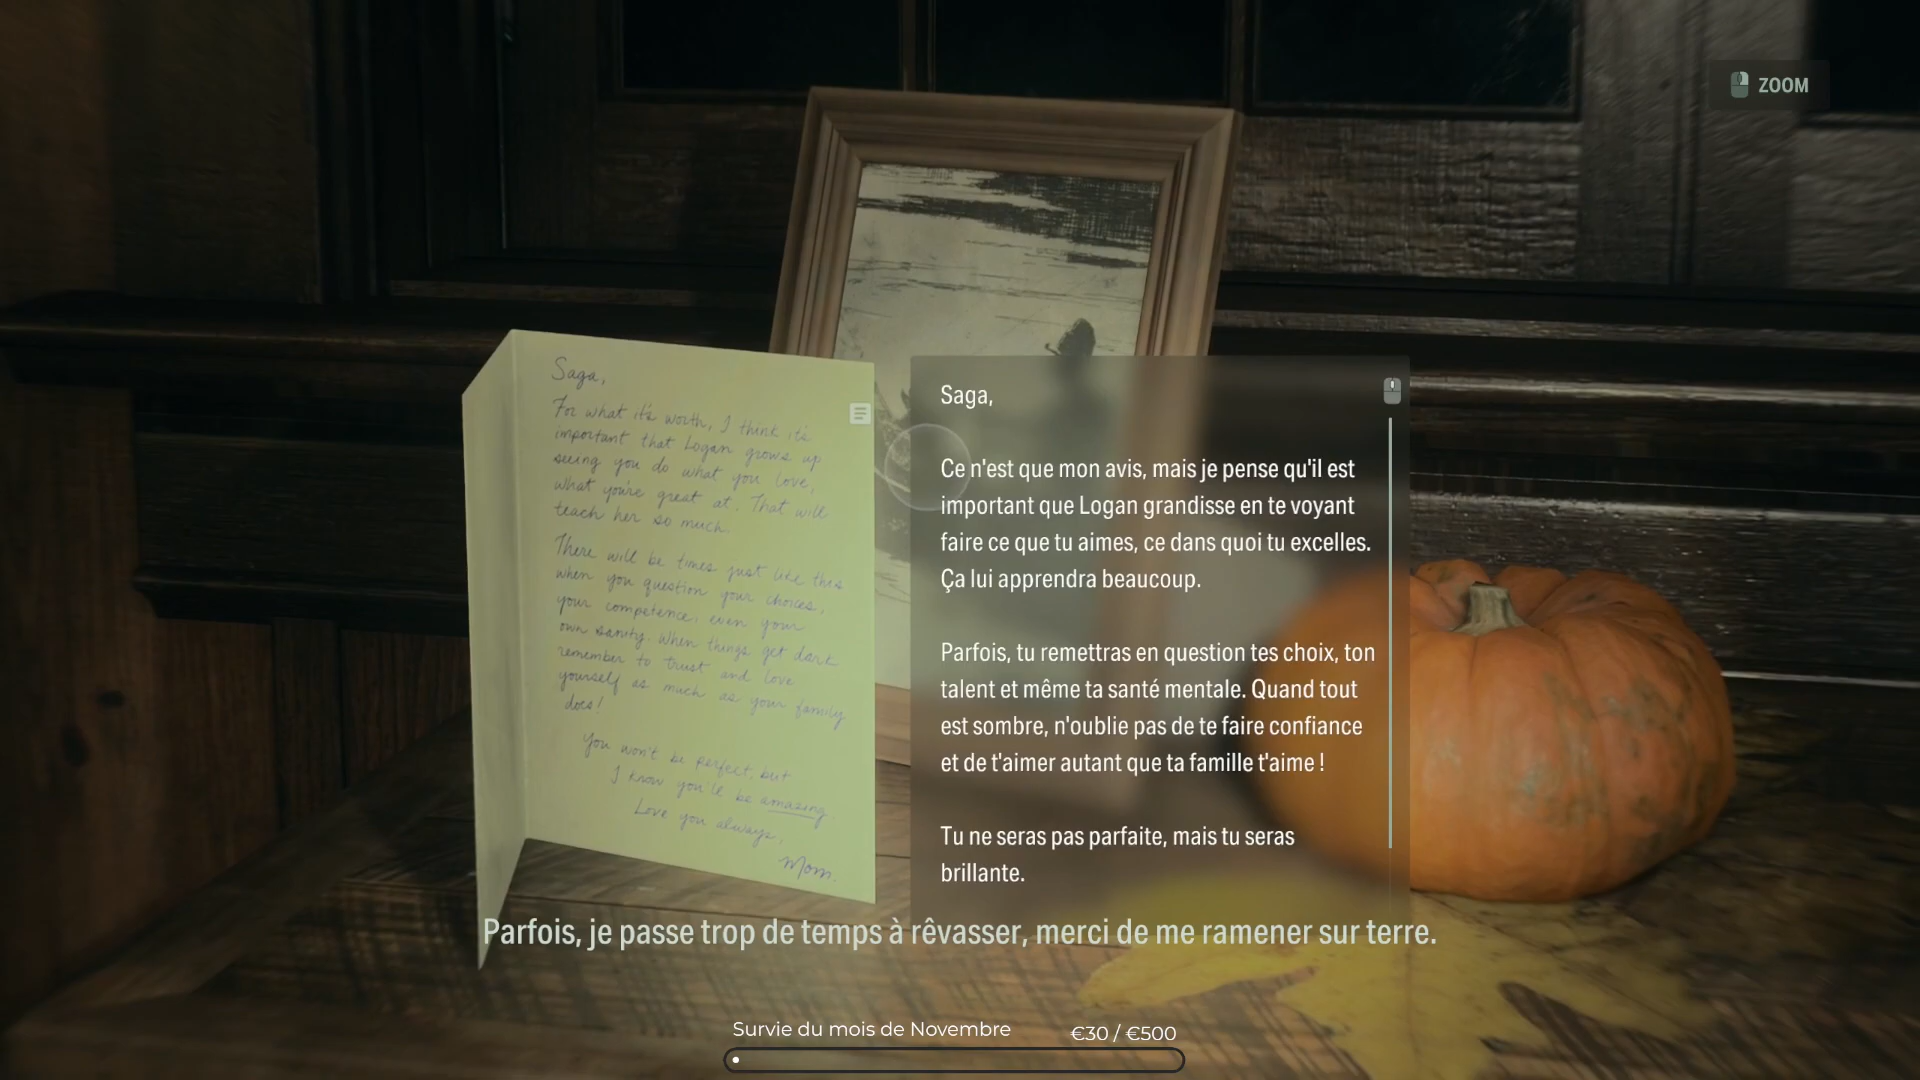 ZOOM
Saga,
For what it's worth, I think it's
important that Logan grows up
seeing you do what you love,
what you're great at. That will
teach her so much.
There will be times just like this
when you question your choices,
your competence, even your
own sanity. When things get dark
remember to trust and love
yourself as much as your family
does!
You won't be perfect, but
I know you'll be amazing
Love you always,
Mom.
Saga,
Ce n'est que mon avis, mais je pense qu'il est
important que Logan grandisse en te voyant
faire ce que tu aimes, ce dans quoi tu excelles.
Ça lui apprendra beaucoup.
Parfois, tu remettras en question tes choix, ton
talent et même ta santé mentale. Quand tout
est sombre, n'oublie pas de te faire confiance
et de t'aimer autant que ta famille t'aime !
Tu ne seras pas parfaite, mais tu seras
brillante.
Parfois, je passe trop de temps à rêvasser, merci de me ramener sur terre.
Survie du mois de Novembre
€30 / €500